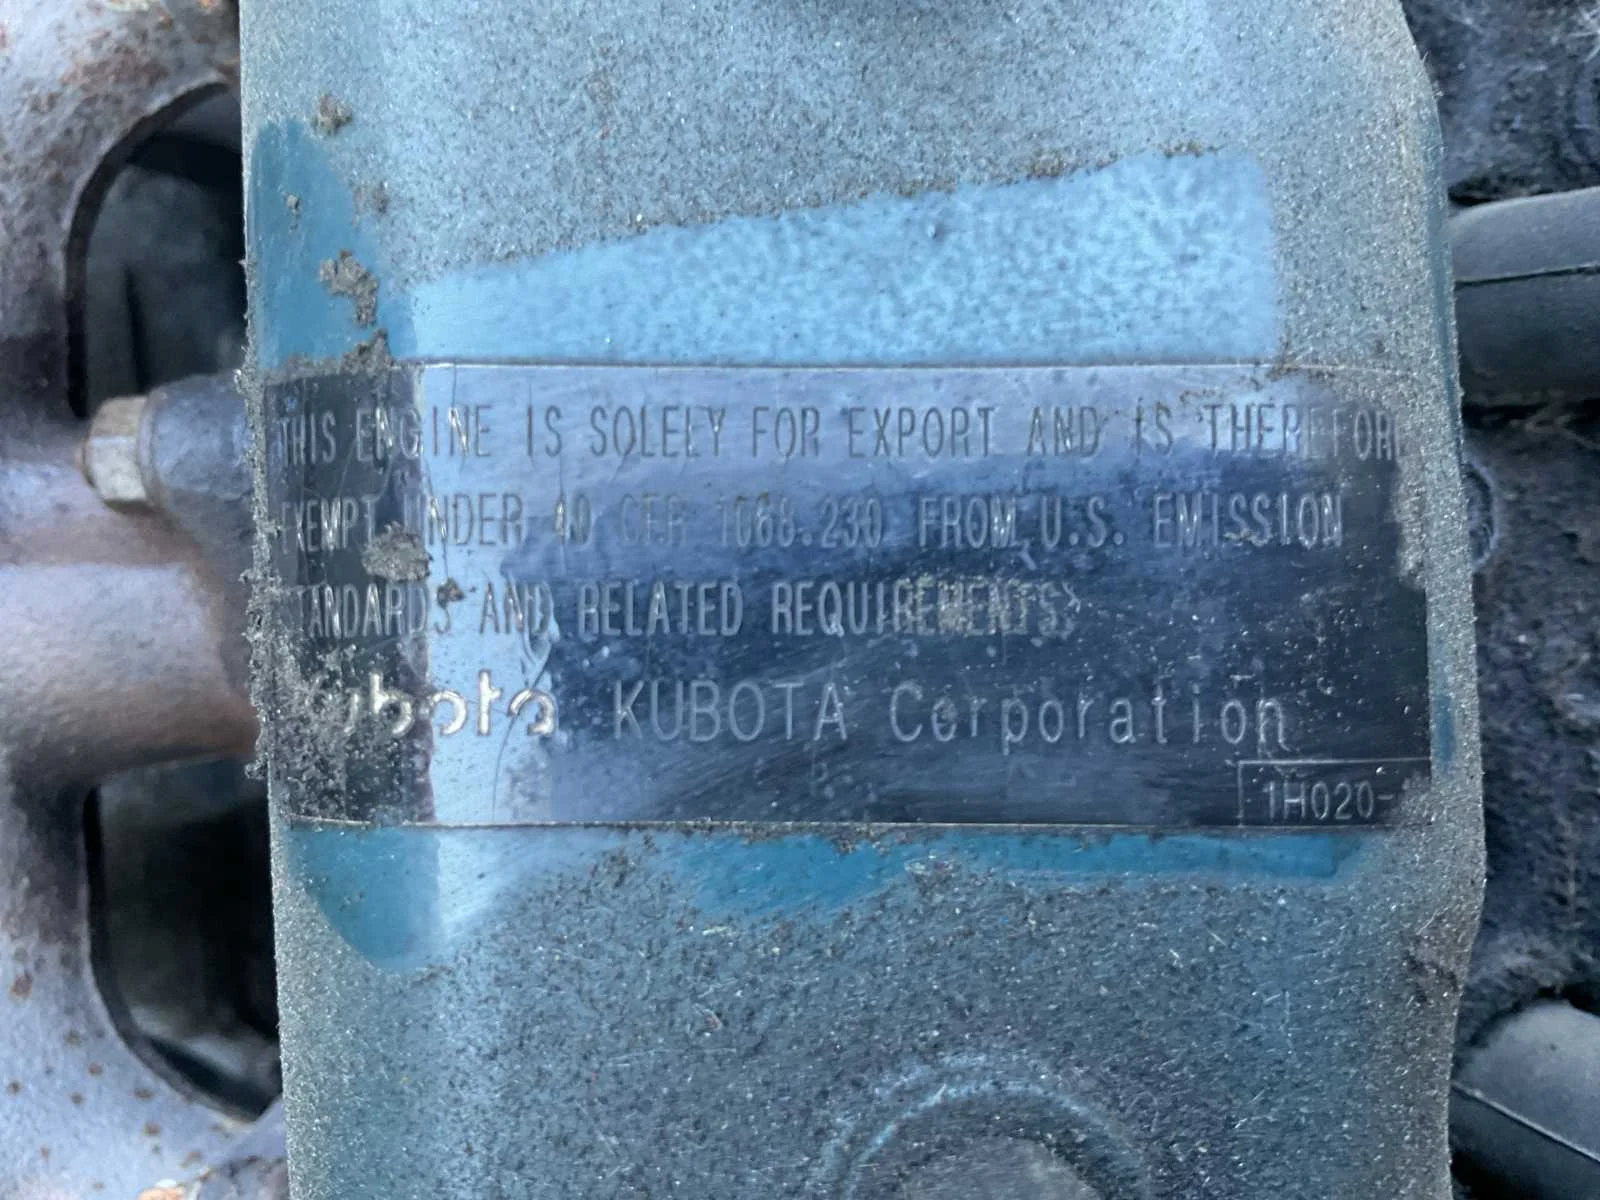 THIS ENGINE IS SOLELY FOR EXPORT AND IS THEREFOR
EXEMPT UNDER 40 CFR 1068.230 FROM U.S. EMISSION
STANDARDS AND RELATED REQUIREMENTS.
Kubota KUBOTA Corporation
1H020-